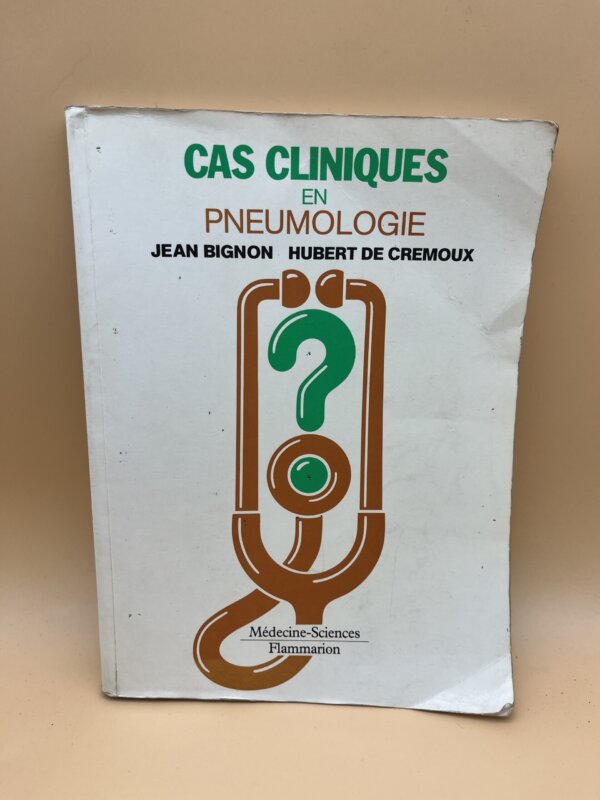 CAS CLINIQUES
EN
PNEUMOLOGIE
JEAN BIGNON HUBERT DE CREMOUX
Médecine-Sciences
Flammarion